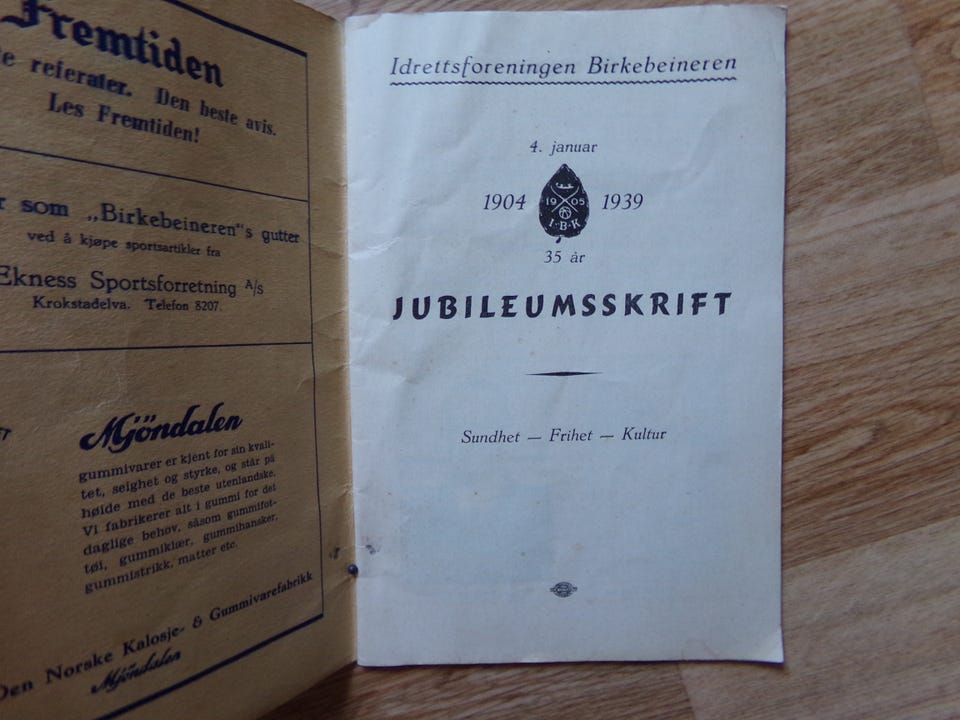 Fremtiden
referater. Den beste avis.
Les Fremtiden!
som „Birkebeineren"s gutter
ved å kjøpe sportsartikler fra
Ekness Sportsforretning A/s
Krokstadelva. Telefon 8207.
Mjöndalen
gummivarer er kjent for sin kvali-
tet, seighet og styrke, og står på
høide med de beste utenlandske.
Vi fabrikerer alt i gummi for det
daglige behov, såsom gummifot-
tøi, gummiklær, gummihansker,
gummistrikk, matter etc.
Den Norske Kalosje- & Gummivarefabrikk
Mjöndalen
Idrettsforeningen Birkebeineren
4. januar
1904 1939
19 05
I·B·K
35 år
JUBILEUMSSKRIFT
Sundhet — Frihet — Kultur